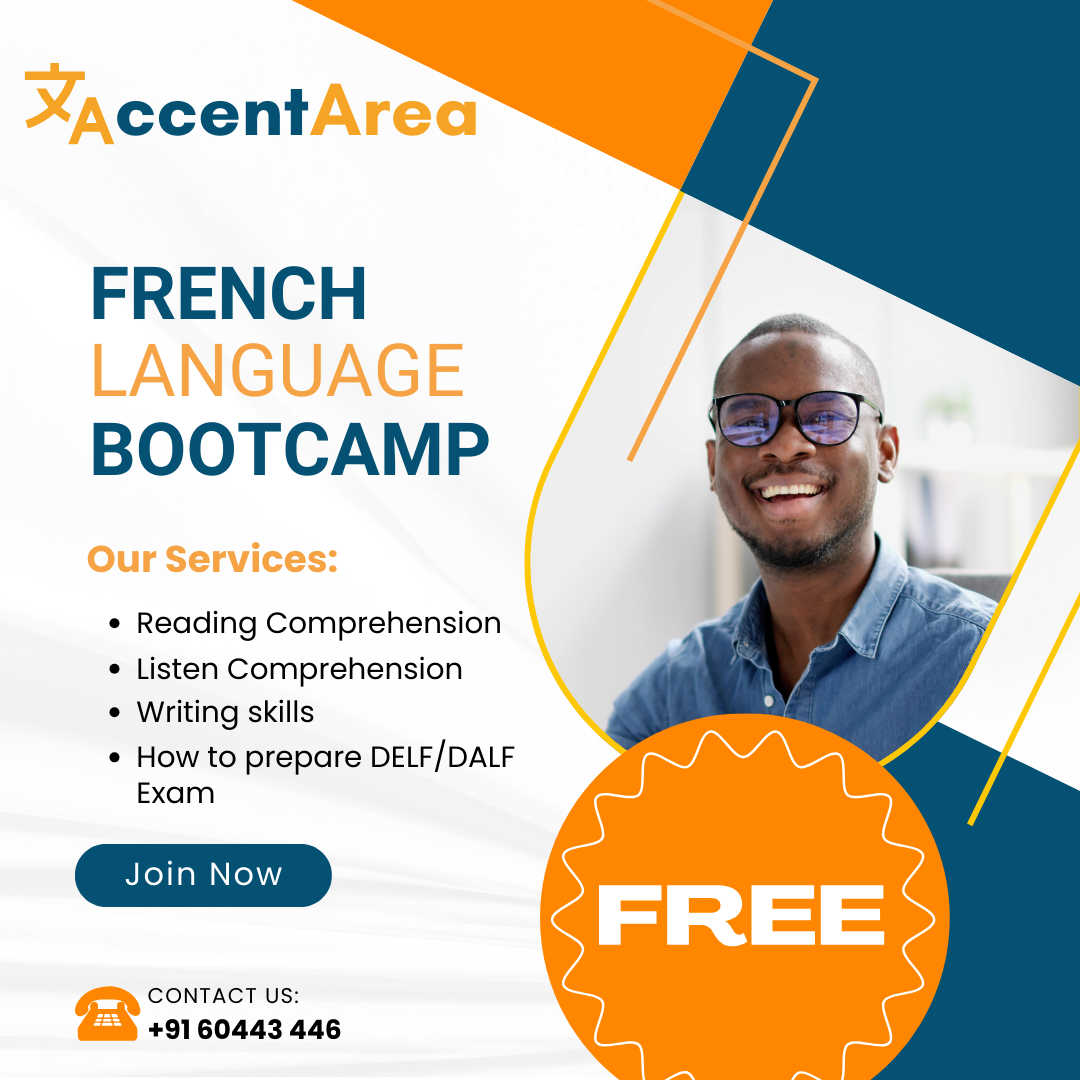 文AccentArea
FRENCH
LANGUAGE
BOOTCAMP
Our Services:
• Reading Comprehension
• Listen Comprehension
• Writing skills
• How to prepare DELF/DALF
Exam
Join Now
FREE
CONTACT US:
+91 60443 446